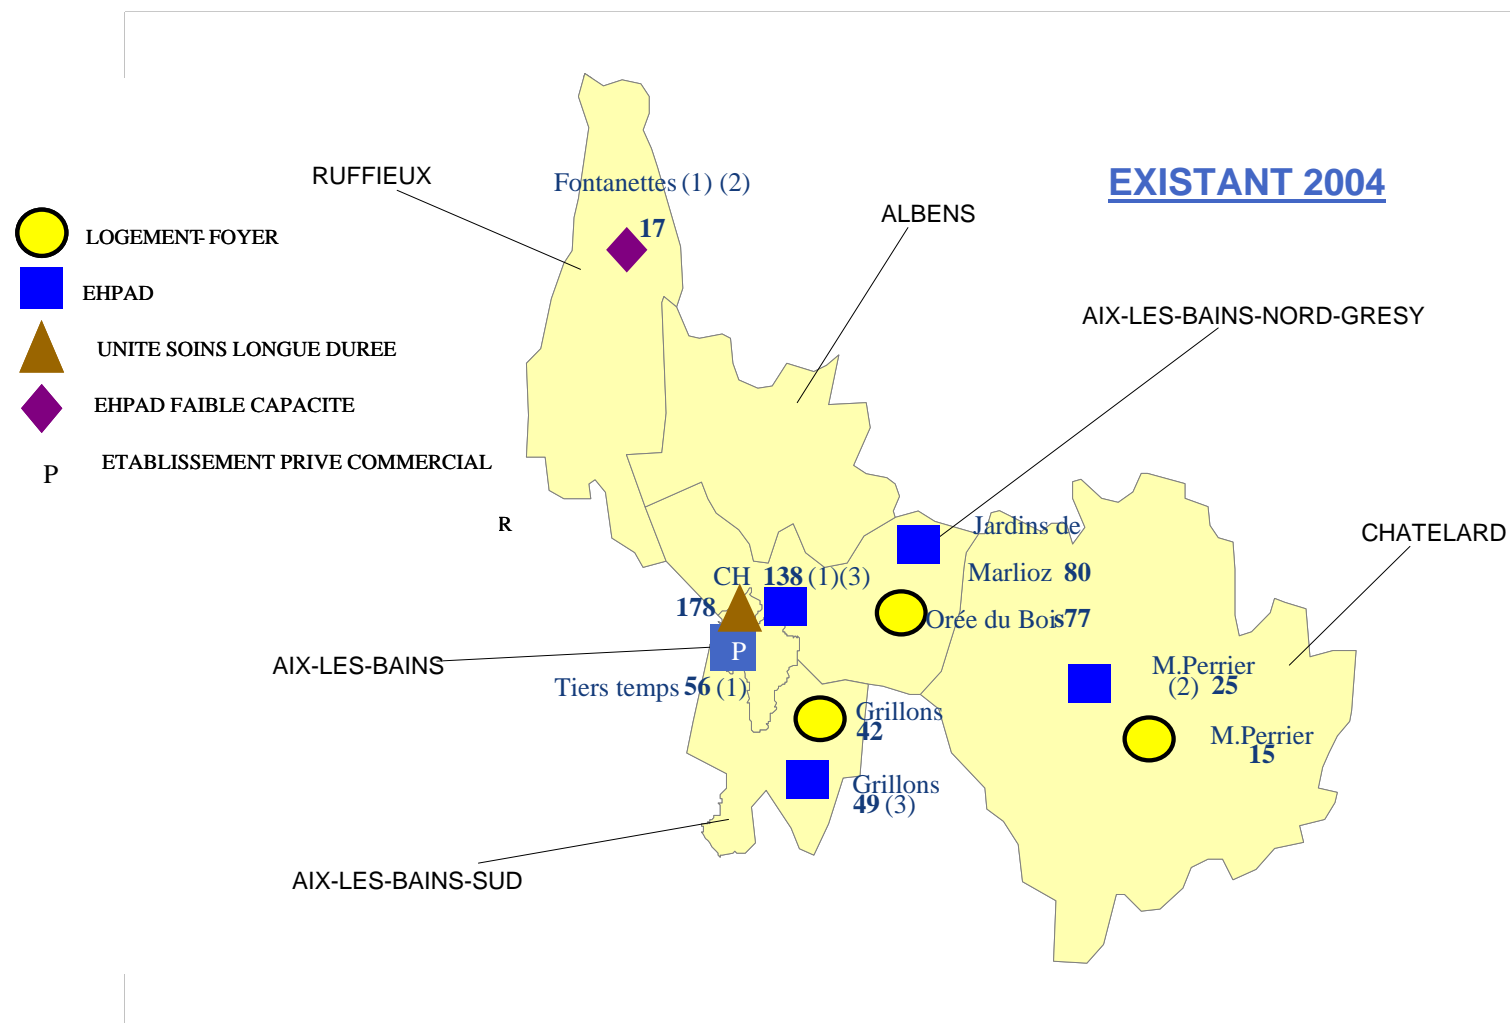 EXISTANT 2004
RUFFIEUX
Fontanettes (1) (2)
17
ALBENS
LOGEMENT- FOYER
EHPAD
AIX-LES-BAINS-NORD-GRESY
UNITE SOINS LONGUE DUREE
EHPAD FAIBLE CAPACITE
P ETABLISSEMENT PRIVE COMMERCIAL
R
Jardins de
Marlioz 80
CHATELARD
CH 138 (1)(3)
178
Orée du Bois 77
P
AIX-LES-BAINS
Tiers temps 56 (1)
M.Perrier
(2) 25
Grillons
42
M.Perrier
15
Grillons
49 (3)
AIX-LES-BAINS-SUD